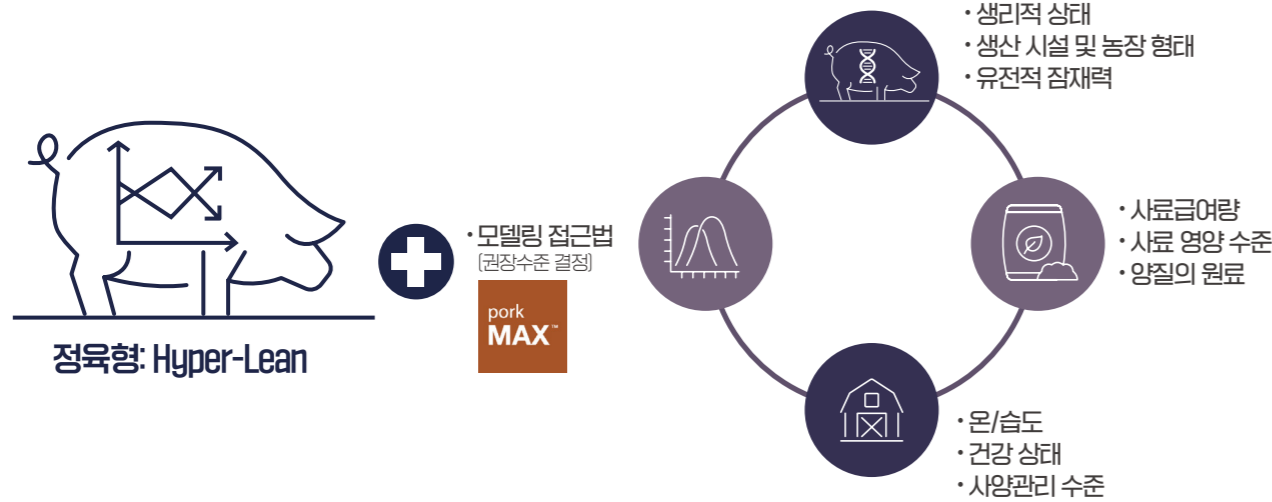 • 생리적 상태
• 생산 시설 및 농장 형태
• 유전적 잠재력
• 모델링 접근법
(권장수준 결정)
pork
MAX™
정육형: Hyper-Lean
• 사료급여량
• 사료 영양 수준
• 양질의 원료
• 온/습도
• 건강 상태
• 사양관리 수준